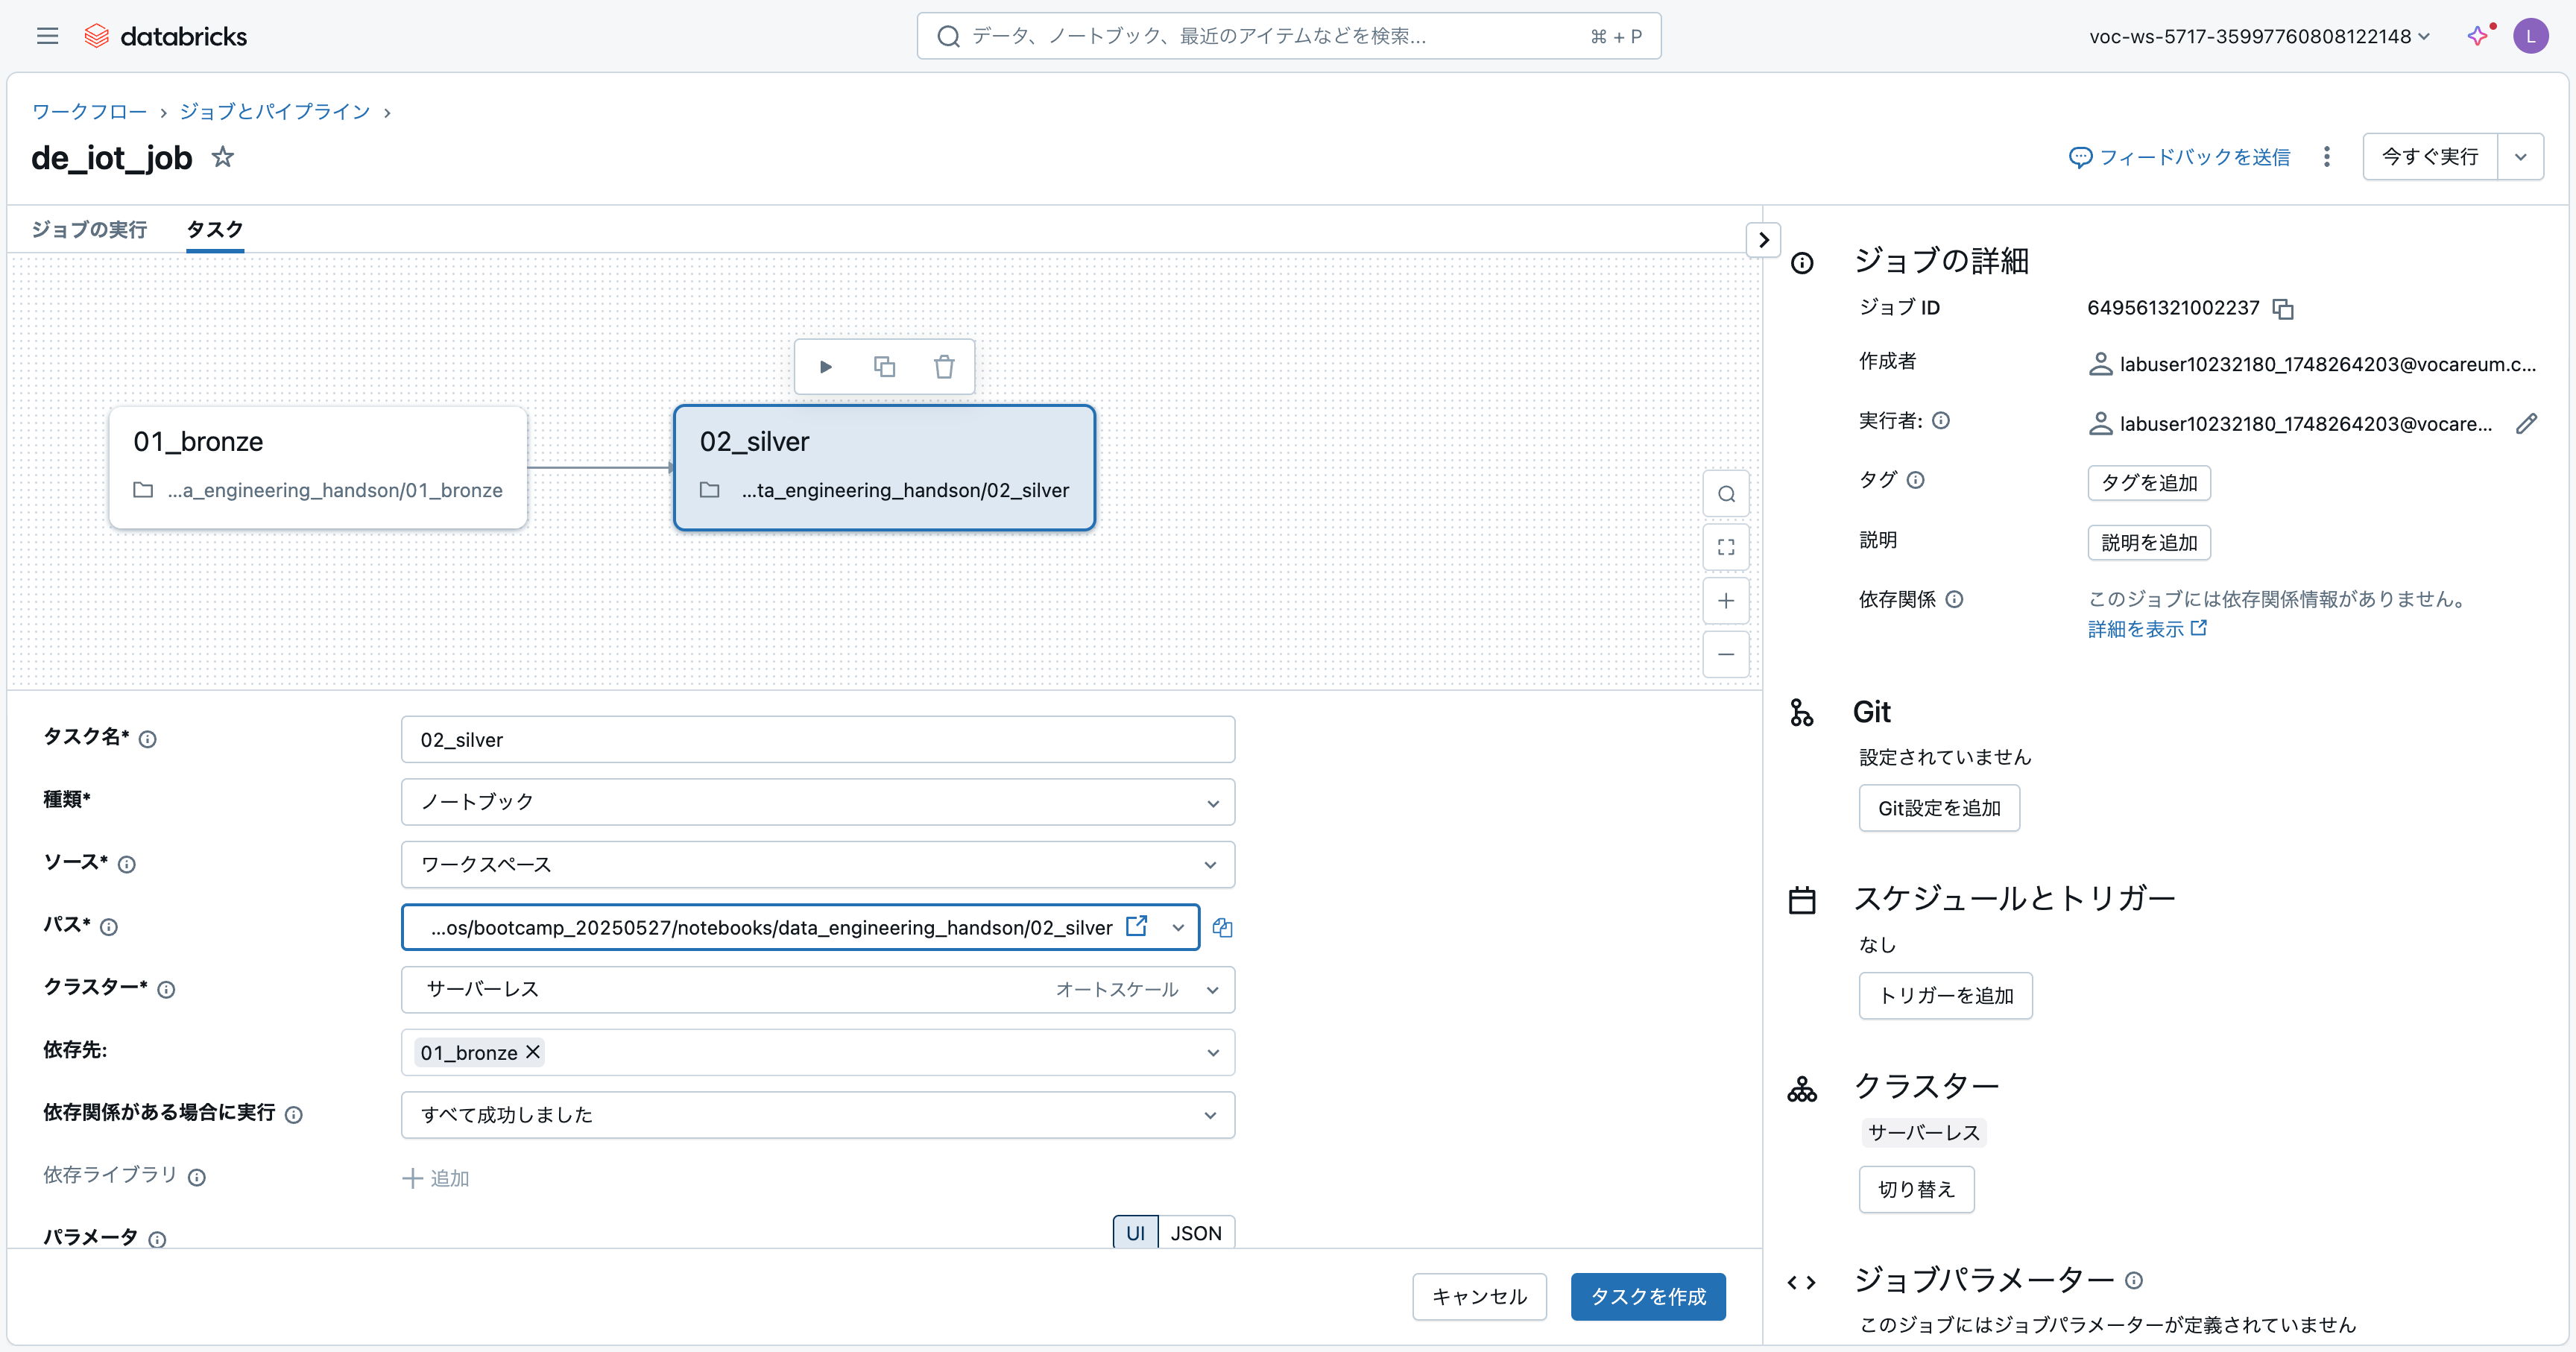 databricks
データ、ノートブック、最近のアイテムなどを検索...
⌘ + P
voc-ws-5717-35997760808122148
L
ワークフロー › ジョブとパイプライン ›
de_iot_job
フィードバックを送信
今すぐ実行
ジョブの実行
タスク
01_bronze
...a_engineering_handson/01_bronze
02_silver
...ta_engineering_handson/02_silver
タスク名*
02_silver
種類*
ノートブック
ソース*
ワークスペース
パス*
...os/bootcamp_20250527/notebooks/data_engineering_handson/02_silver
クラスター*
サーバーレス
オートスケール
依存先:
01_bronze
依存関係がある場合に実行
すべて成功しました
依存ライブラリ
追加
パラメータ
UI
JSON
キャンセル
タスクを作成
ジョブの詳細
ジョブ ID
649561321002237
作成者
labuser10232180_1748264203@vocareum.c...
実行者:
labuser10232180_1748264203@vocare...
タグ
タグを追加
説明
説明を追加
依存関係
このジョブには依存関係情報がありません。
詳細を表示
Git
設定されていません
Git設定を追加
スケジュールとトリガー
なし
トリガーを追加
クラスター
サーバーレス
切り替え
ジョブパラメーター
このジョブにはジョブパラメーターが定義されていません